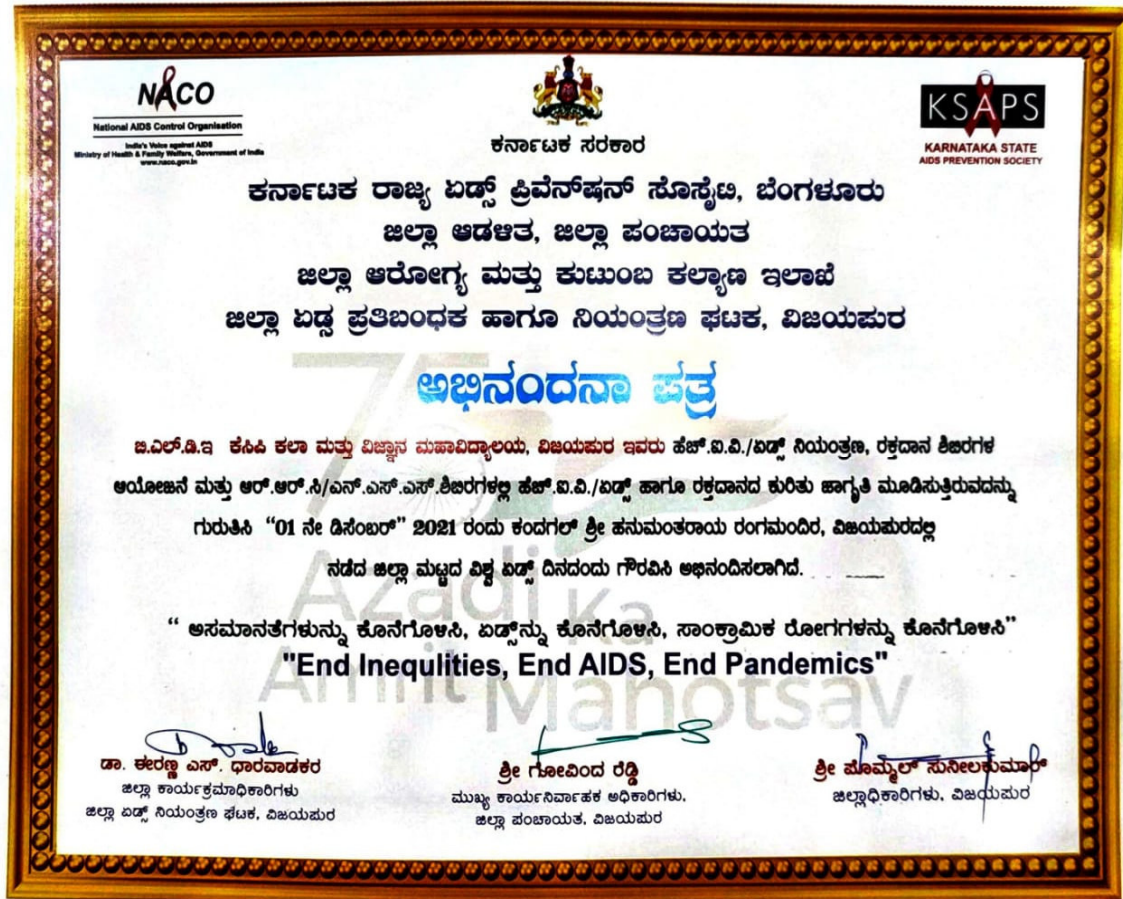 NACO
National AIDS Control Organisation
India's Voice against AIDS
Ministry of Health & Family Welfare, Government of India
www.naco.gov.in
KSAPS
KARNATAKA STATE
AIDS PREVENTION SOCIETY
ಕರ್ನಾಟಕ ಸರಕಾರ
ಕರ್ನಾಟಕ ರಾಜ್ಯ ಏಡ್ಸ್ ಪ್ರಿವೆನ್‌ಷನ್ ಸೊಸೈಟಿ, ಬೆಂಗಳೂರು
ಜಿಲ್ಲಾ ಆಡಳಿತ, ಜಿಲ್ಲಾ ಪಂಚಾಯತ
ಜಿಲ್ಲಾ ಆರೋಗ್ಯ ಮತ್ತು ಕುಟುಂಬ ಕಲ್ಯಾಣ ಇಲಾಖೆ
ಜಿಲ್ಲಾ ಏಡ್ಸ ಪ್ರತಿಬಂಧಕ ಹಾಗೂ ನಿಯಂತ್ರಣ ಘಟಕ, ವಿಜಯಪುರ
ಅಭಿನಂದನಾ ಪತ್ರ
ಬಿ.ಎಲ್.ಡಿ.ಇ ಕೆಸಿಪಿ ಕಲಾ ಮತ್ತು ವಿಜ್ಞಾನ ಮಹಾವಿದ್ಯಾಲಯ, ವಿಜಯಪುರ ಇವರು ಹೆಚ್.ಐ.ವಿ./ಏಡ್ಸ್ ನಿಯಂತ್ರಣ, ರಕ್ತದಾನ ಶಿಬಿರಗಳ
ಆಯೋಜನೆ ಮತ್ತು ಆರ್.ಆರ್.ಸಿ/ಎನ್.ಎಸ್.ಎಸ್.ಶಿಬಿರಗಳಲ್ಲಿ ಹೆಚ್.ಐ.ವಿ./ಏಡ್ಸ್ ಹಾಗೂ ರಕ್ತದಾನದ ಕುರಿತು ಜಾಗೃತಿ ಮೂಡಿಸುತ್ತಿರುವದನ್ನು
ಗುರುತಿಸಿ "01 ನೇ ಡಿಸೆಂಬರ್" 2021 ರಂದು ಕಂದಗಲ್ ಶ್ರೀ ಹನುಮಂತರಾಯ ರಂಗಮಂದಿರ, ವಿಜಯಪುರದಲ್ಲಿ
ನಡೆದ ಜಿಲ್ಲಾ ಮಟ್ಟದ ವಿಶ್ವ ಏಡ್ಸ್ ದಿನದಂದು ಗೌರವಿಸಿ ಅಭಿನಂದಿಸಲಾಗಿದೆ.
75
Azadi Ka
Amrit Mahotsav
" ಅಸಮಾನತೆಗಳುನ್ನು ಕೊನೆಗೊಳಿಸಿ, ಏಡ್ಸ್‌ನ್ನು ಕೊನೆಗೊಳಿಸಿ, ಸಾಂಕ್ರಾಮಿಕ ರೋಗಗಳನ್ನು ಕೊನೆಗೊಳಿಸಿ"
"End Inequlities, End AIDS, End Pandemics"
ಡಾ. ಈರಣ್ಣ ಎಸ್. ಧಾರವಾಡಕರ
ಜಿಲ್ಲಾ ಕಾರ್ಯಕ್ರಮಾಧಿಕಾರಿಗಳು
ಜಿಲ್ಲಾ ಏಡ್ಸ್ ನಿಯಂತ್ರಣ ಘಟಕ, ವಿಜಯಪುರ
ಶ್ರೀ ಗೋವಿಂದ ರೆಡ್ಡಿ
ಮುಖ್ಯ ಕಾರ್ಯನಿರ್ವಾಹಕ ಅಧಿಕಾರಿಗಳು,
ಜಿಲ್ಲಾ ಪಂಚಾಯತ, ವಿಜಯಪುರ
ಶ್ರೀ ಪೊಮ್ಮಲ್ ಸುನೀಲಕುಮಾರ್
ಜಿಲ್ಲಾಧಿಕಾರಿಗಳು, ವಿಜಯಪುರ